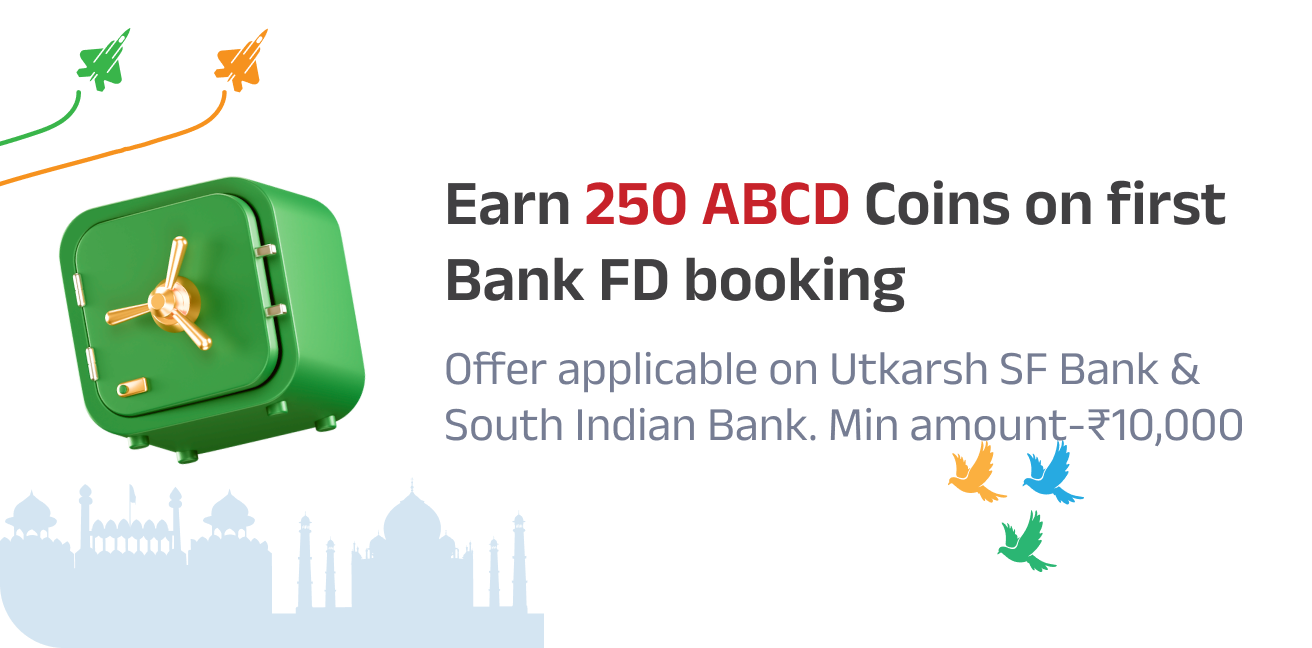 Earn 250 ABCD Coins on first
Bank FD booking
Offer applicable on Utkarsh SF Bank &
South Indian Bank. Min amount-₹10,000